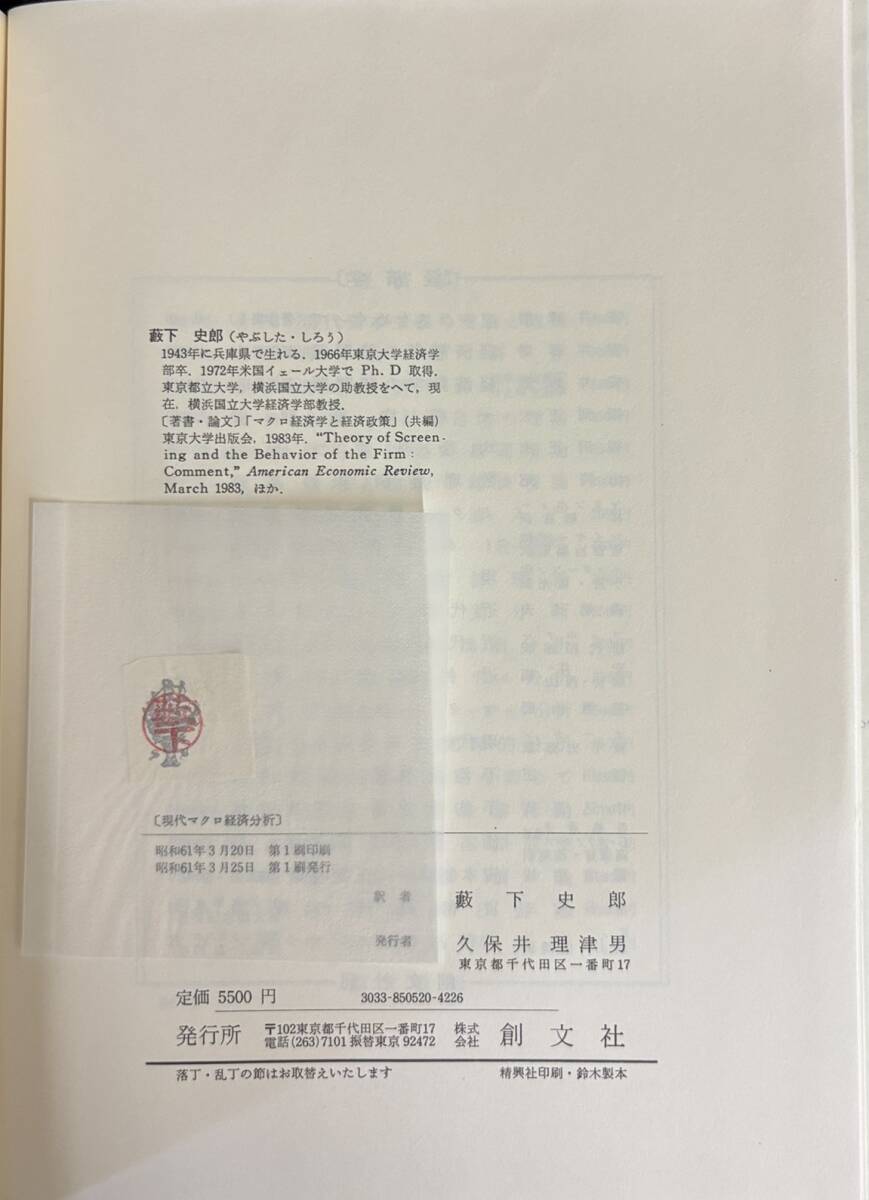 藪下 史郎(やぶした・しろう)
1943年に兵庫県で生れる. 1966年東京大学経済学
部卒. 1972年米国イェール大学で Ph. D 取得.
東京都立大学, 横浜国立大学の助教授をへて, 現
在, 横浜国立大学経済学部教授.
〔著書・論文〕「マクロ経済学と経済政策」(共編)
東京大学出版会, 1983年. “Theory of Screen-
ing and the Behavior of the Firm :
Comment,” American Economic Review,
March 1983, ほか.
藪下
〔現代マクロ経済分析〕
昭和61年3月20日 第1刷印刷
昭和61年3月25日 第1刷発行
訳者 藪下史郎
発行者 久保井理津男
東京都千代田区一番町17
定価 5500 円 3033-850520-4226
発行所 〒102東京都千代田区一番町17 株式会社 創文社
電話(263)7101 振替東京 92472
落丁・乱丁の節はお取替えいたします 精興社印刷・鈴木製本